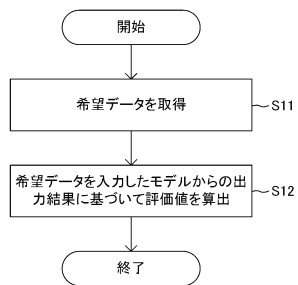 開始
希望データを取得
S11
希望データを入力したモデルからの出
力結果に基づいて評価値を算出
S12
終了